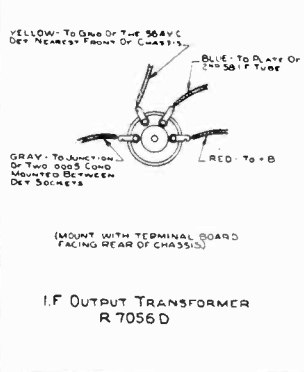 YELLOW - TO GRID OF THE 56 AVC
DET NEAREST FRONT OF CHASSIS
BLUE - TO PLATE OF
2ND 58 I.F TUBE
GRAY - TO JUNCTION
OF TWO .0005 COND
MOUNTED BETWEEN
DET SOCKETS
RED - TO + B
(MOUNT WITH TERMINAL BOARD
FACING REAR OF CHASSIS)
I.F OUTPUT TRANSFORMER
R 7056 D